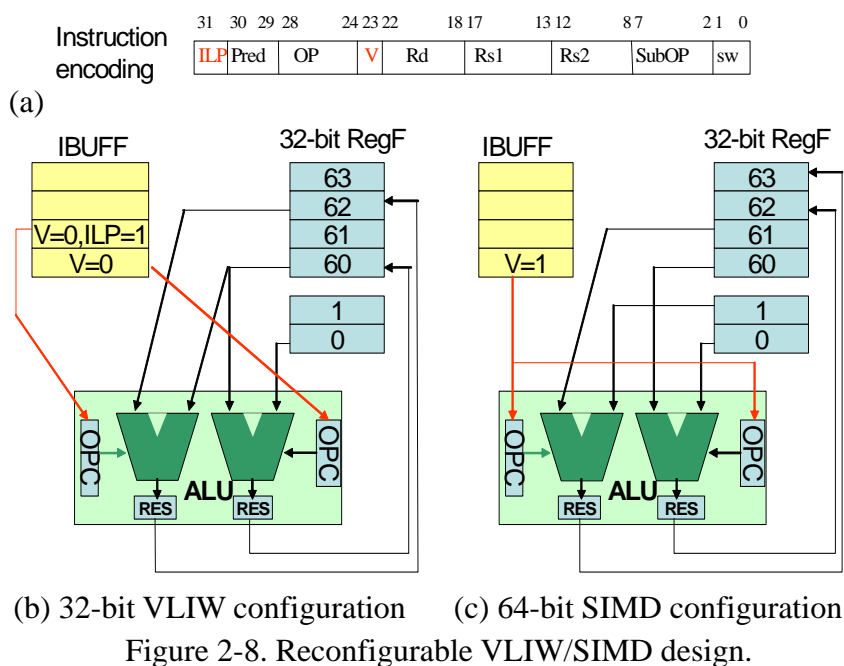 31 30 29 28 24 23 22 18 17 13 12 8 7 2 1 0
Instruction encoding
ILP Pred OP V Rd Rs1 Rs2 SubOP sw
(a)
IBUFF
V=0,ILP=1
V=0
32-bit RegF
63
62
61
60
1
0
OPC
OPC
ALU
RES
RES
(b) 32-bit VLIW configuration
IBUFF
V=1
32-bit RegF
63
62
61
60
1
0
OPC
OPC
ALU
RES
RES
(c) 64-bit SIMD configuration
Figure 2-8. Reconfigurable VLIW/SIMD design.